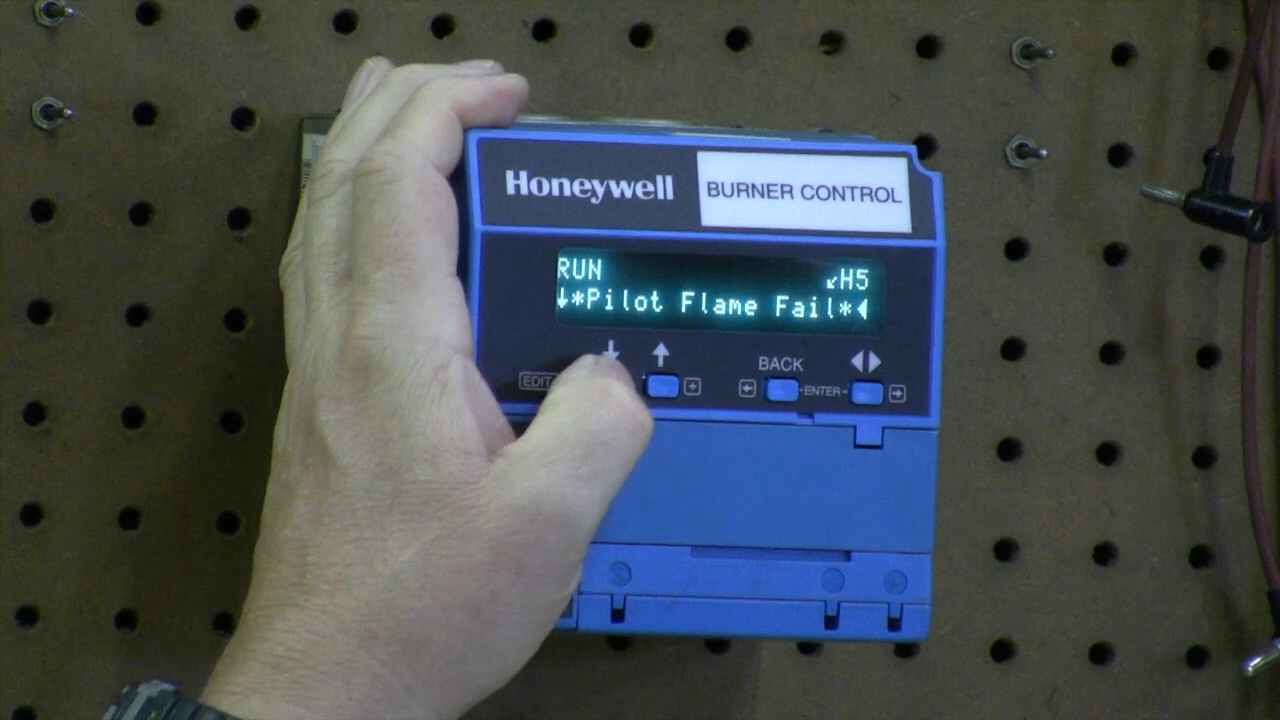 Honeywell
BURNER CONTROL
RUN ↙H5
↓*Pilot Flame Fail*◀
↓ ↑ BACK ◀▶
EDIT + ← -ENTER- →